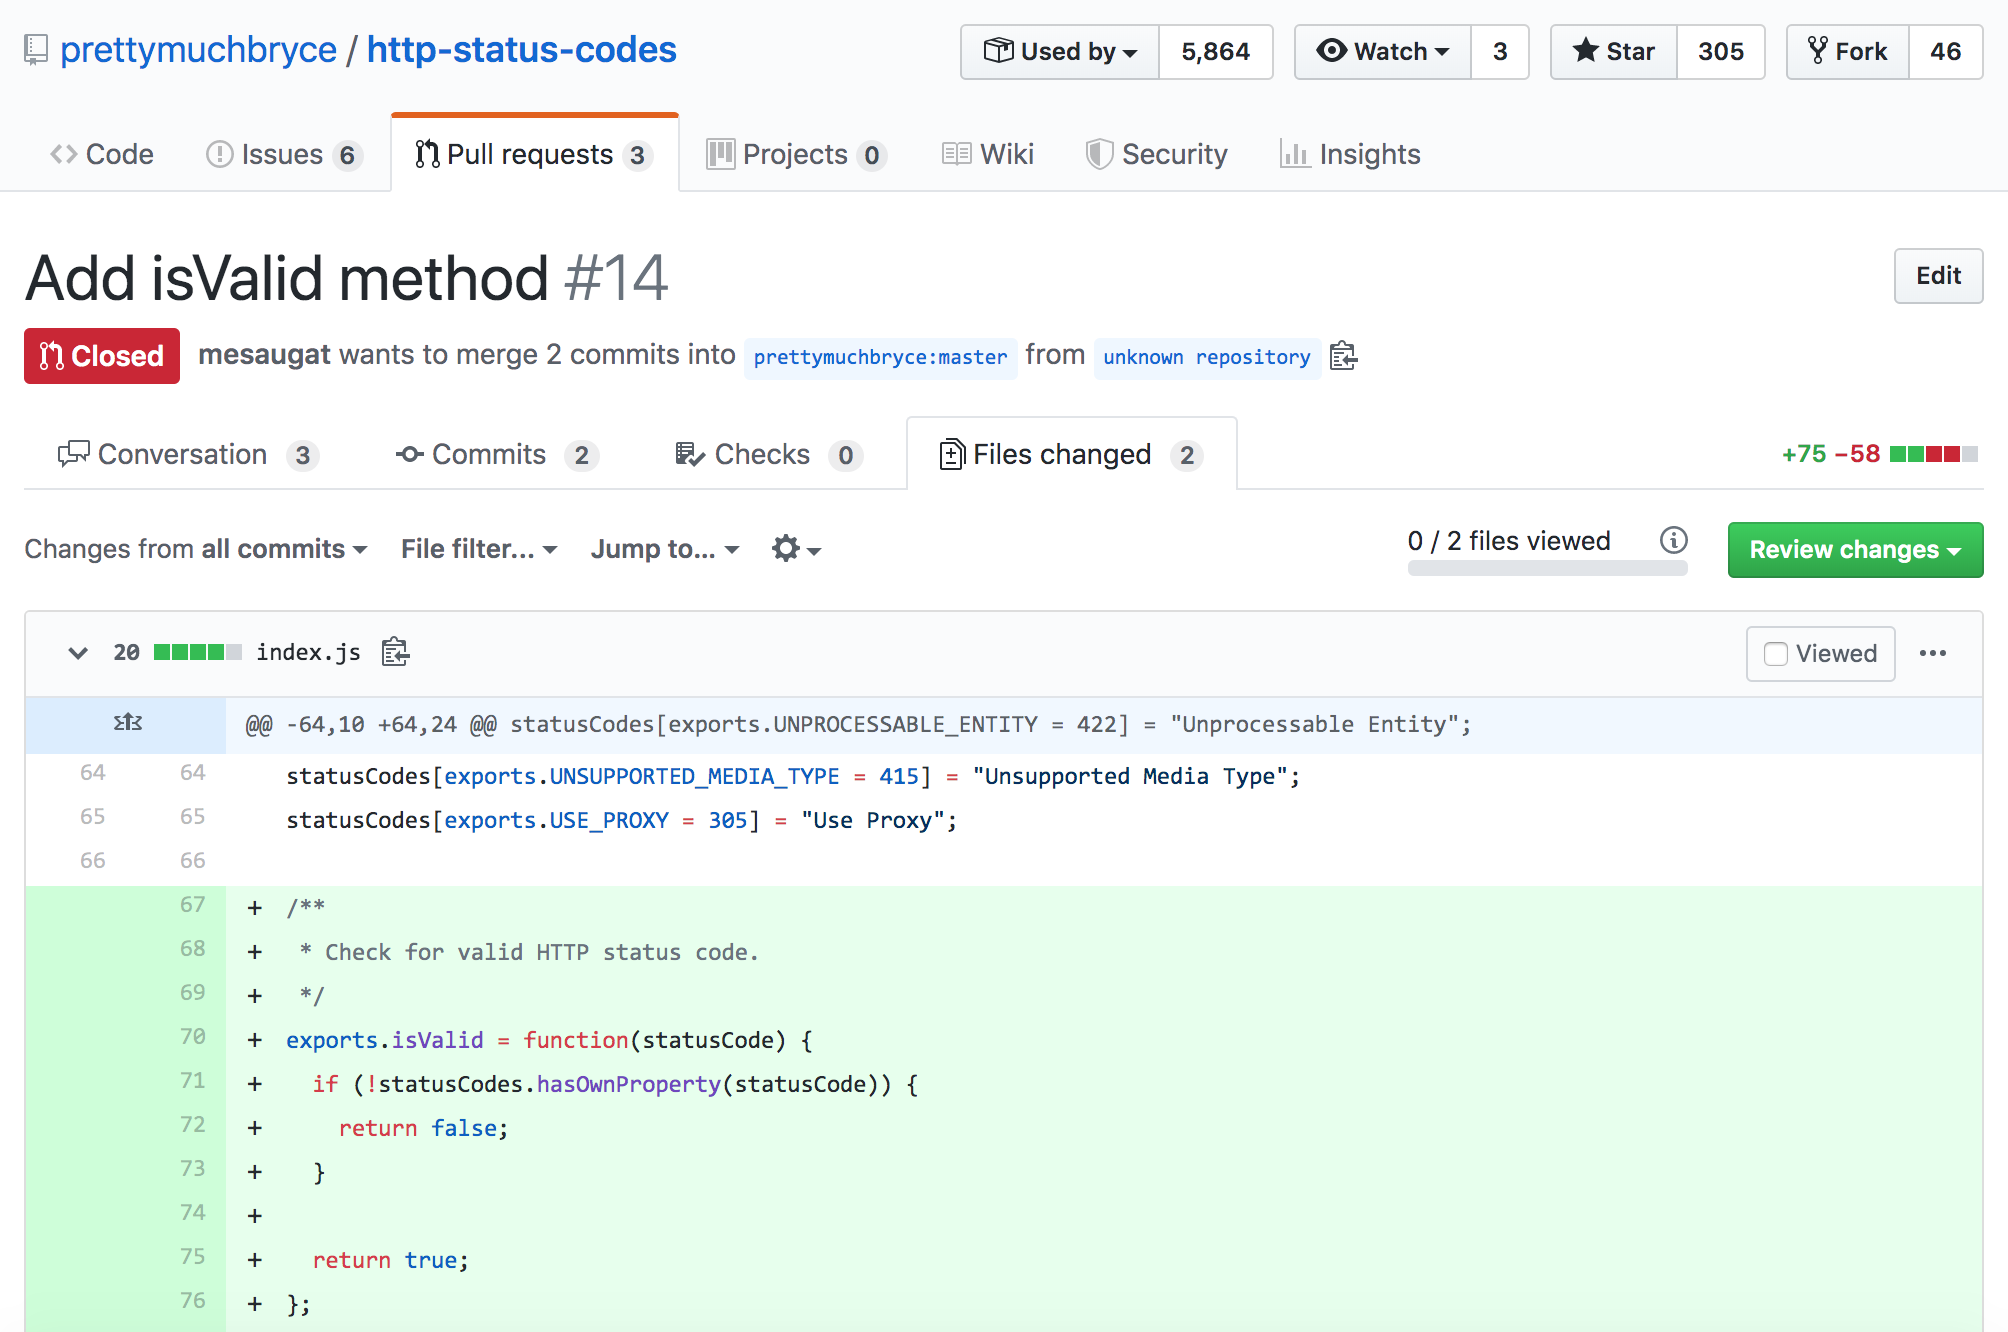 prettymuchbryce / http-status-codes
Used by 5,864
Watch 3
Star 305
Fork 46
Code
Issues 6
Pull requests 3
Projects 0
Wiki
Security
Insights
Add isValid method #14
Edit
Closed mesaugat wants to merge 2 commits into prettymuchbryce:master from unknown repository
Conversation 3
Commits 2
Checks 0
Files changed 2
+75 −58
Changes from all commits
File filter...
Jump to...
0 / 2 files viewed
Review changes
20 index.js
Viewed
@@ -64,10 +64,24 @@ statusCodes[exports.UNPROCESSABLE_ENTITY = 422] = "Unprocessable Entity";
64 64 statusCodes[exports.UNSUPPORTED_MEDIA_TYPE = 415] = "Unsupported Media Type";
65 65 statusCodes[exports.USE_PROXY = 305] = "Use Proxy";
66 66
67 + /**
68 + * Check for valid HTTP status code.
69 + */
70 + exports.isValid = function(statusCode) {
71 + if (!statusCodes.hasOwnProperty(statusCode)) {
72 + return false;
73 + }
74 +
75 + return true;
76 + };